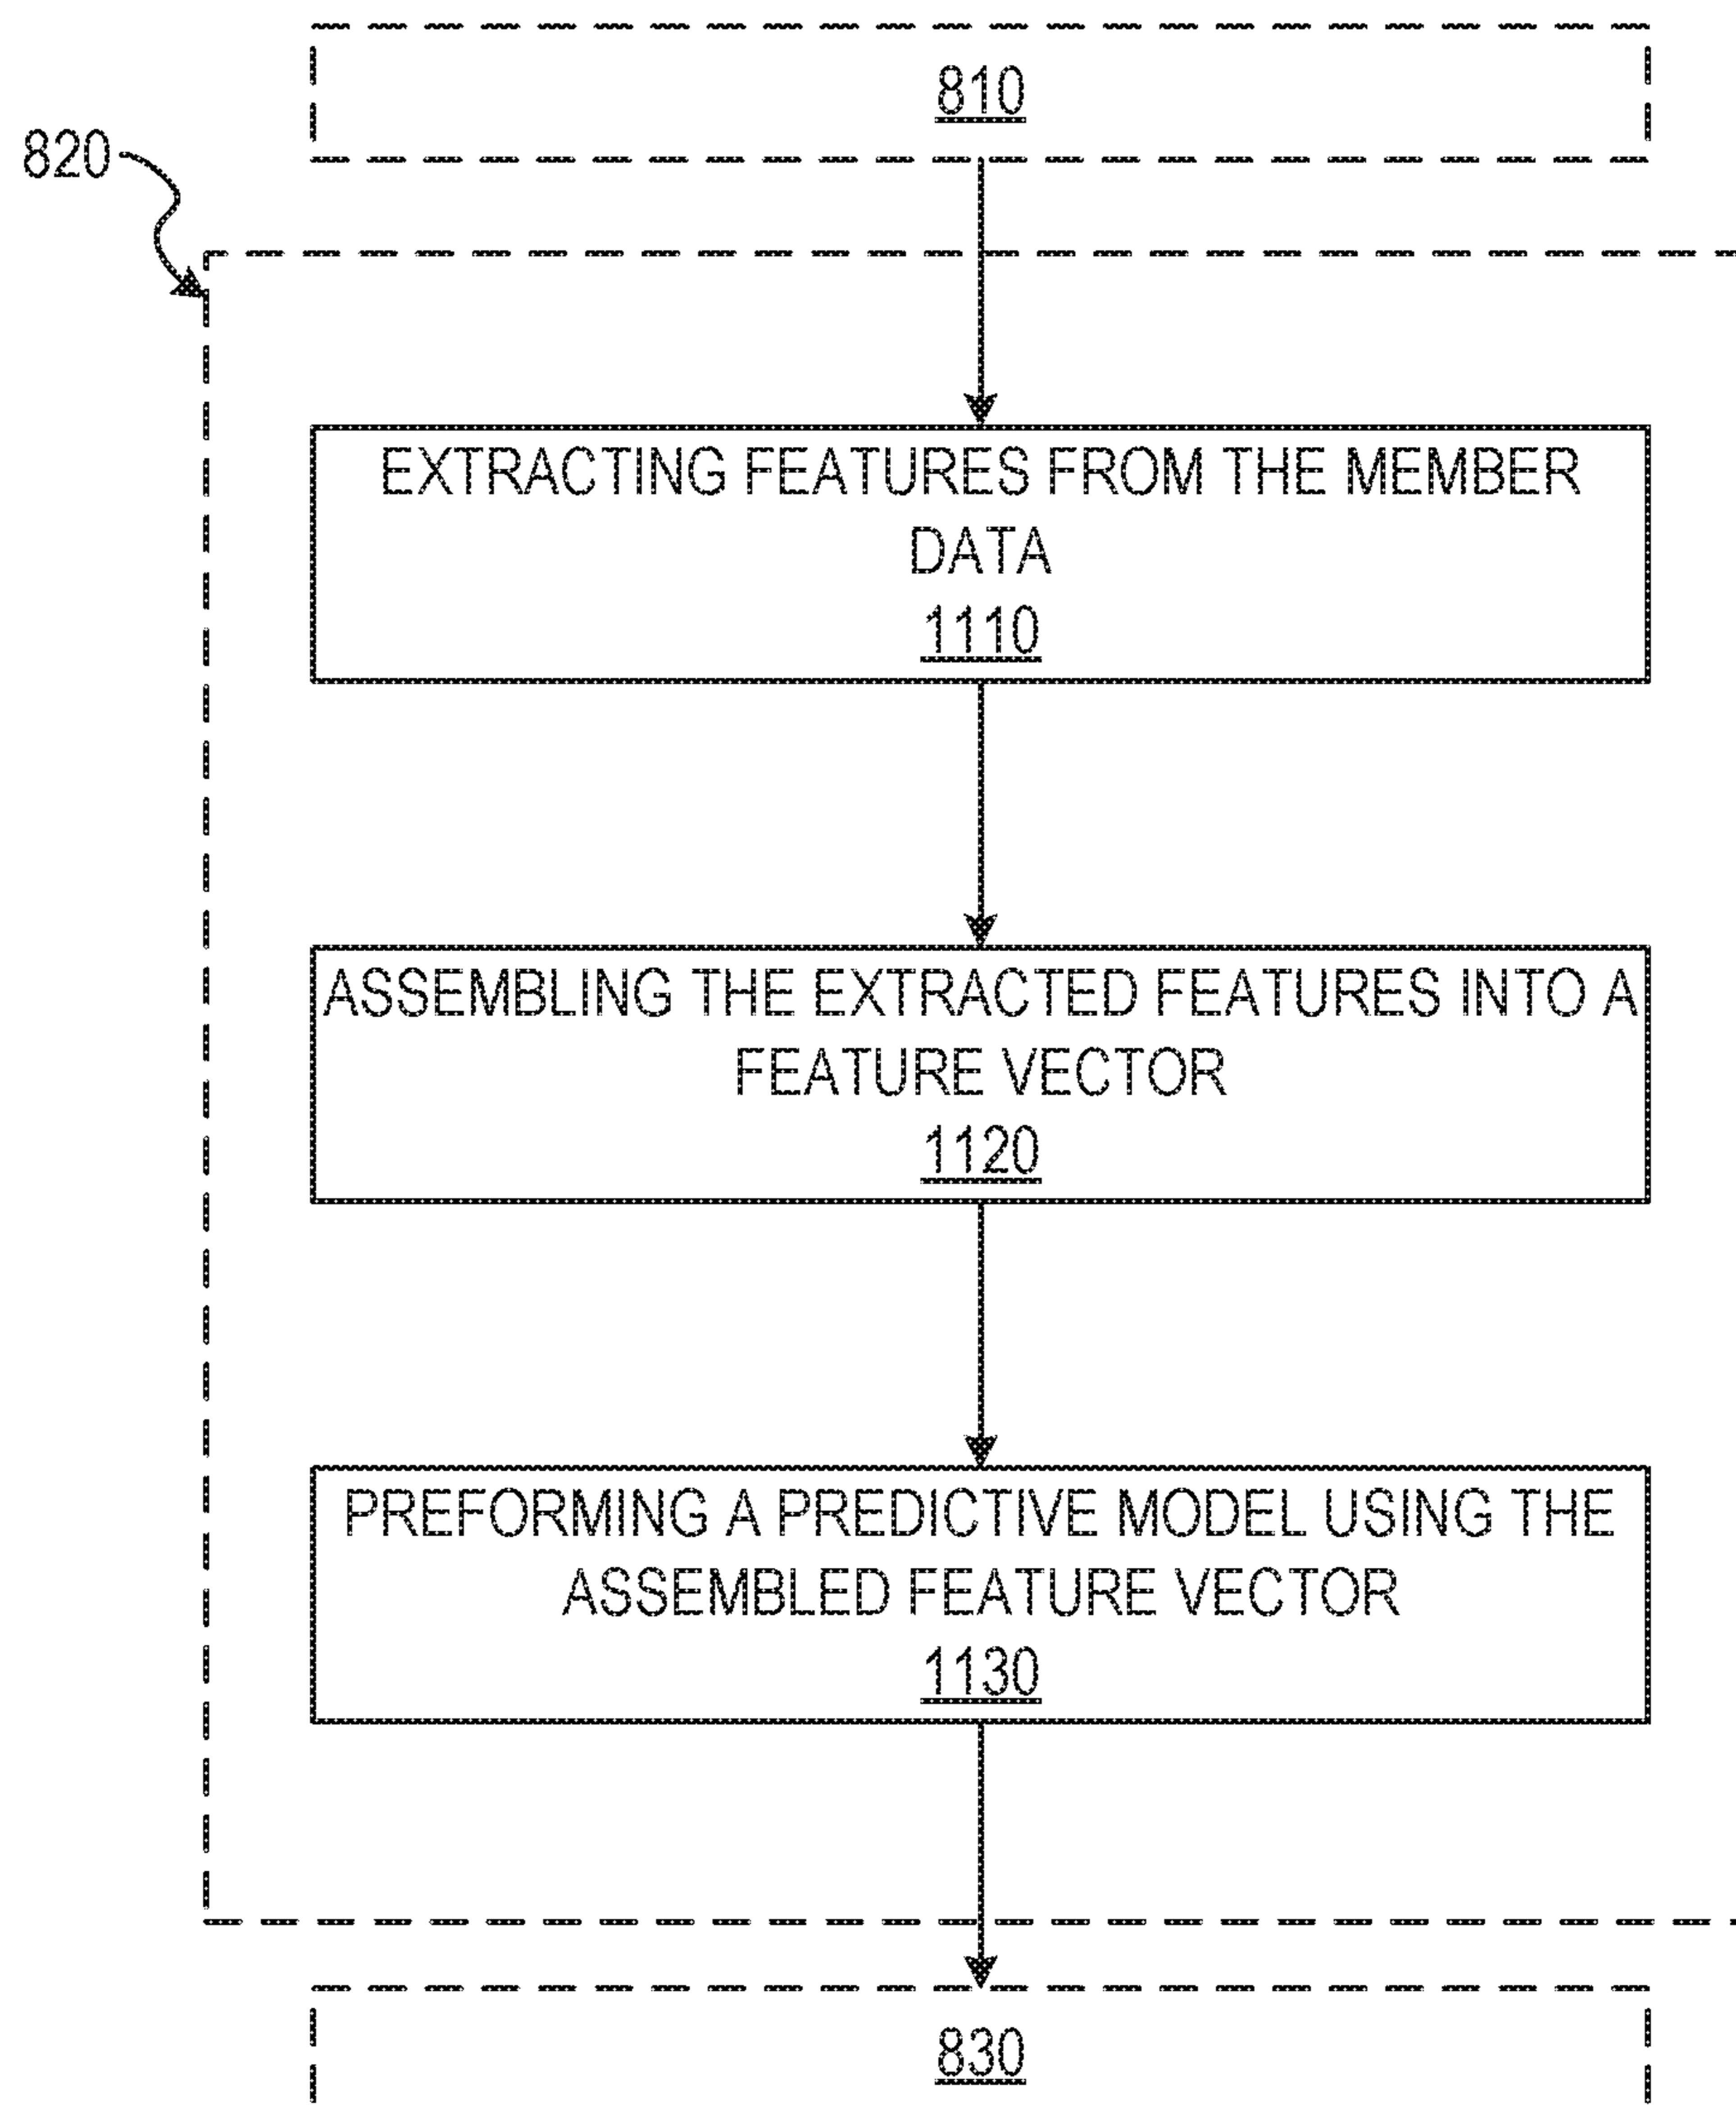 810
820
EXTRACTING FEATURES FROM THE MEMBER
DATA
1110
ASSEMBLING THE EXTRACTED FEATURES INTO A
FEATURE VECTOR
1120
PREFORMING A PREDICTIVE MODEL USING THE
ASSEMBLED FEATURE VECTOR
1130
830